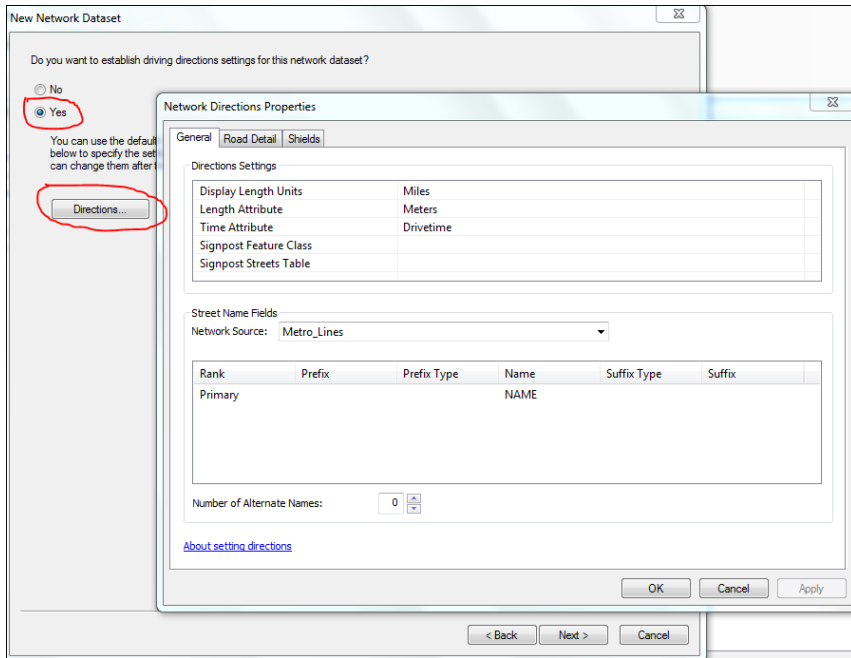 New Network Dataset
Do you want to establish driving directions settings for this network dataset?
No
Yes
You can use the default
below to specify the set
can change them after t
Directions...
Network Directions Properties
General Road Detail Shields
Directions Settings
Display Length Units Miles
Length Attribute Meters
Time Attribute Drivetime
Signpost Feature Class
Signpost Streets Table
Street Name Fields
Network Source: Metro_Lines
Rank Prefix Prefix Type Name Suffix Type Suffix
Primary NAME
Number of Alternate Names: 0
About setting directions
OK Cancel Apply
< Back Next > Cancel